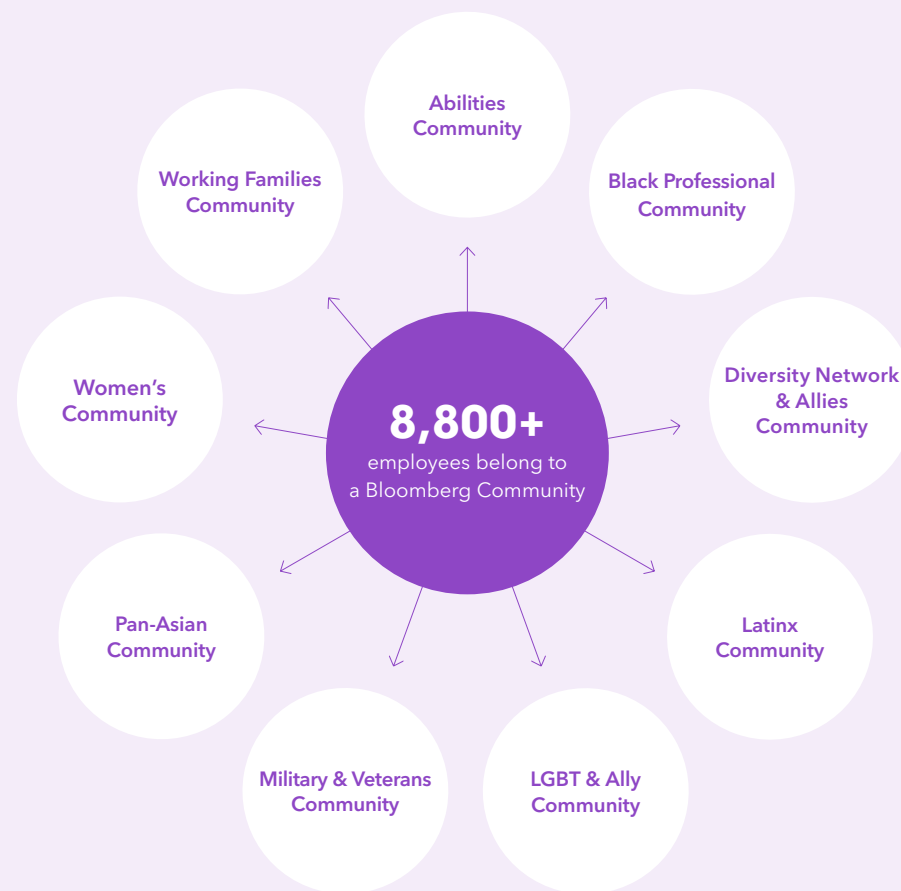 Abilities
Community
Black Professional
Community
Diversity Network
& Allies
Community
Latinx
Community
LGBT & Ally
Community
Military & Veterans
Community
Pan-Asian
Community
Women’s
Community
Working Families
Community
8,800+
employees belong to
a Bloomberg Community